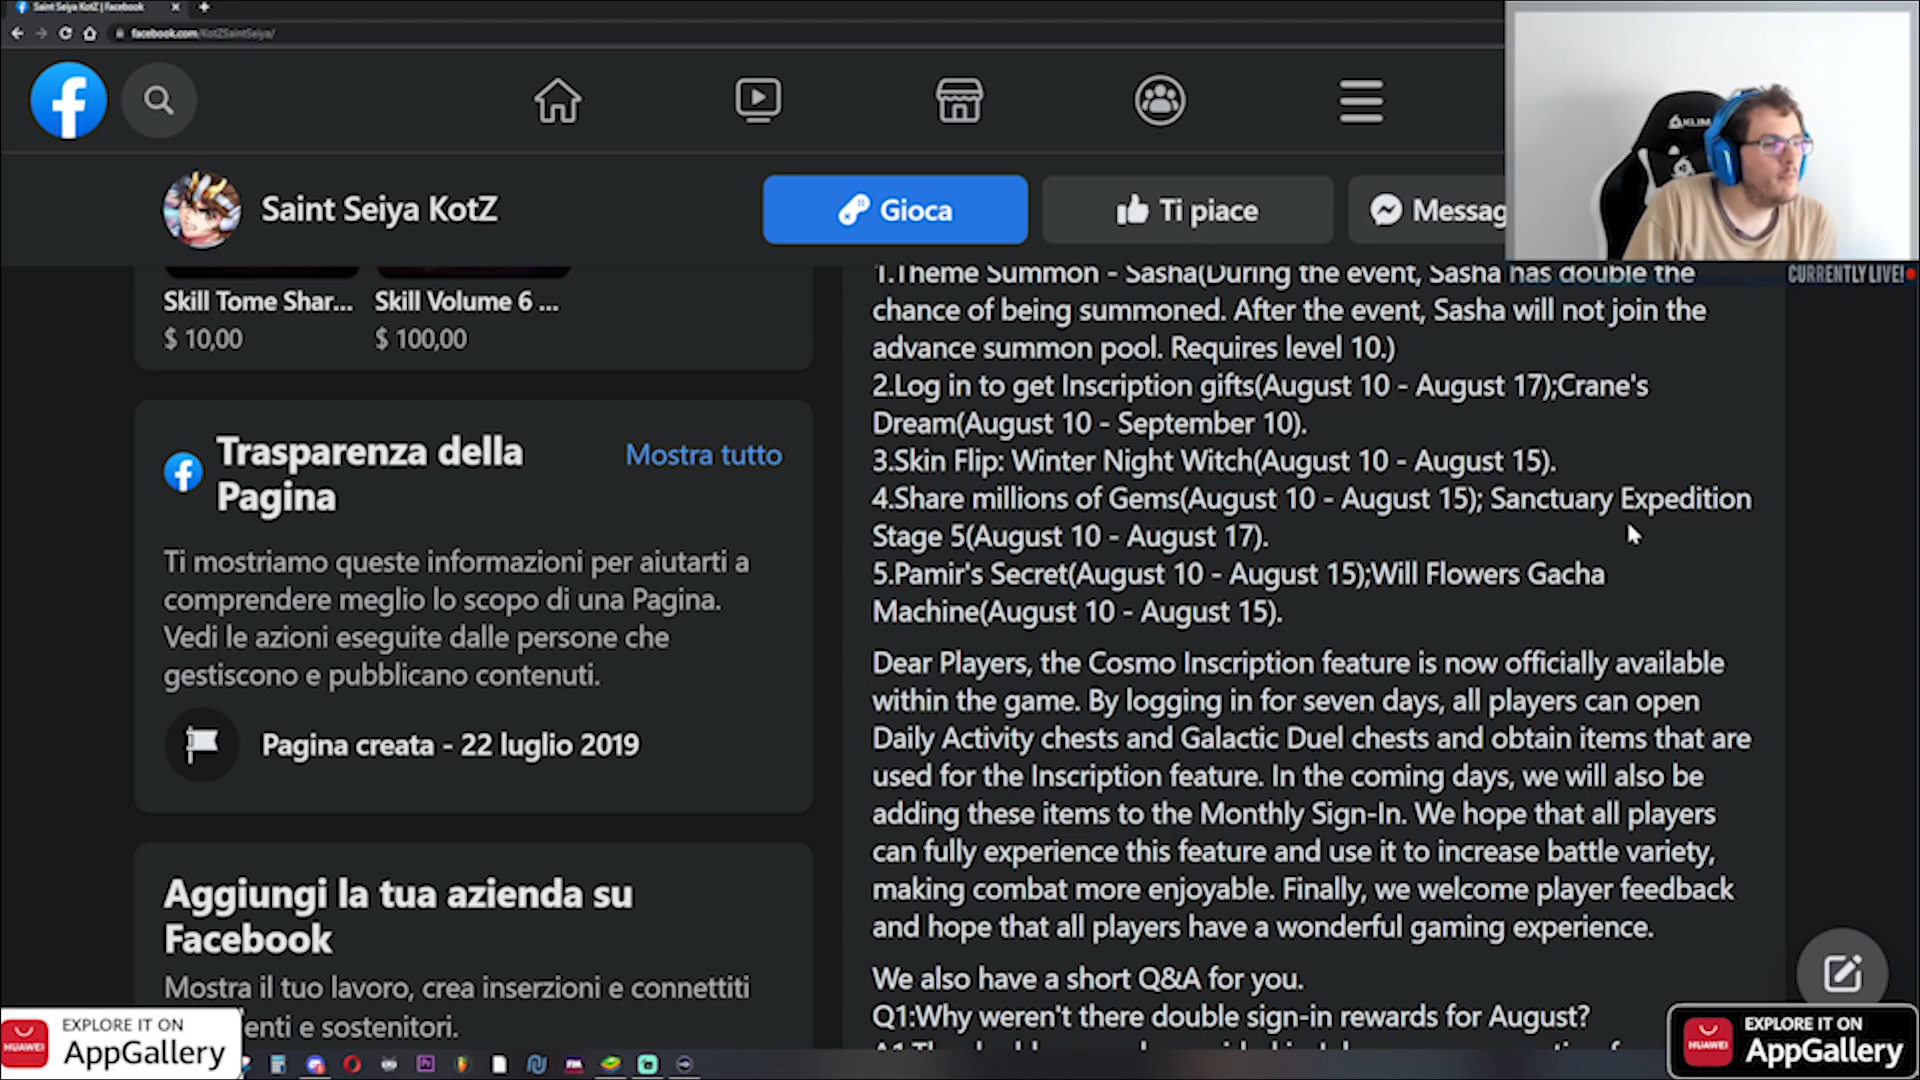 Saint Seiya KotZ | Facebook
facebook.com/KotZSaintSeiya/
KLIM
Saint Seiya KotZ
Gioca
Ti piace
Messag
CURRENTLY LIVE!
Skill Tome Shar...
Skill Volume 6 ...
$ 10,00
$ 100,00
Trasparenza della
Pagina
Mostra tutto
Ti mostriamo queste informazioni per aiutarti a
comprendere meglio lo scopo di una Pagina.
Vedi le azioni eseguite dalle persone che
gestiscono e pubblicano contenuti.
Pagina creata - 22 luglio 2019
Aggiungi la tua azienda su
Facebook
Mostra il tuo lavoro, crea inserzioni e connettiti
enti e sostenitori.
1.Theme Summon - Sasha(During the event, Sasha has double the
chance of being summoned. After the event, Sasha will not join the
advance summon pool. Requires level 10.)
2.Log in to get Inscription gifts(August 10 - August 17);Crane's
Dream(August 10 - September 10).
3.Skin Flip: Winter Night Witch(August 10 - August 15).
4.Share millions of Gems(August 10 - August 15); Sanctuary Expedition
Stage 5(August 10 - August 17).
5.Pamir's Secret(August 10 - August 15);Will Flowers Gacha
Machine(August 10 - August 15).
Dear Players, the Cosmo Inscription feature is now officially available
within the game. By logging in for seven days, all players can open
Daily Activity chests and Galactic Duel chests and obtain items that are
used for the Inscription feature. In the coming days, we will also be
adding these items to the Monthly Sign-In. We hope that all players
can fully experience this feature and use it to increase battle variety,
making combat more enjoyable. Finally, we welcome player feedback
and hope that all players have a wonderful gaming experience.
We also have a short Q&A for you.
Q1:Why weren't there double sign-in rewards for August?
HUAWEI
EXPLORE IT ON
AppGallery
HUAWEI
EXPLORE IT ON
AppGallery